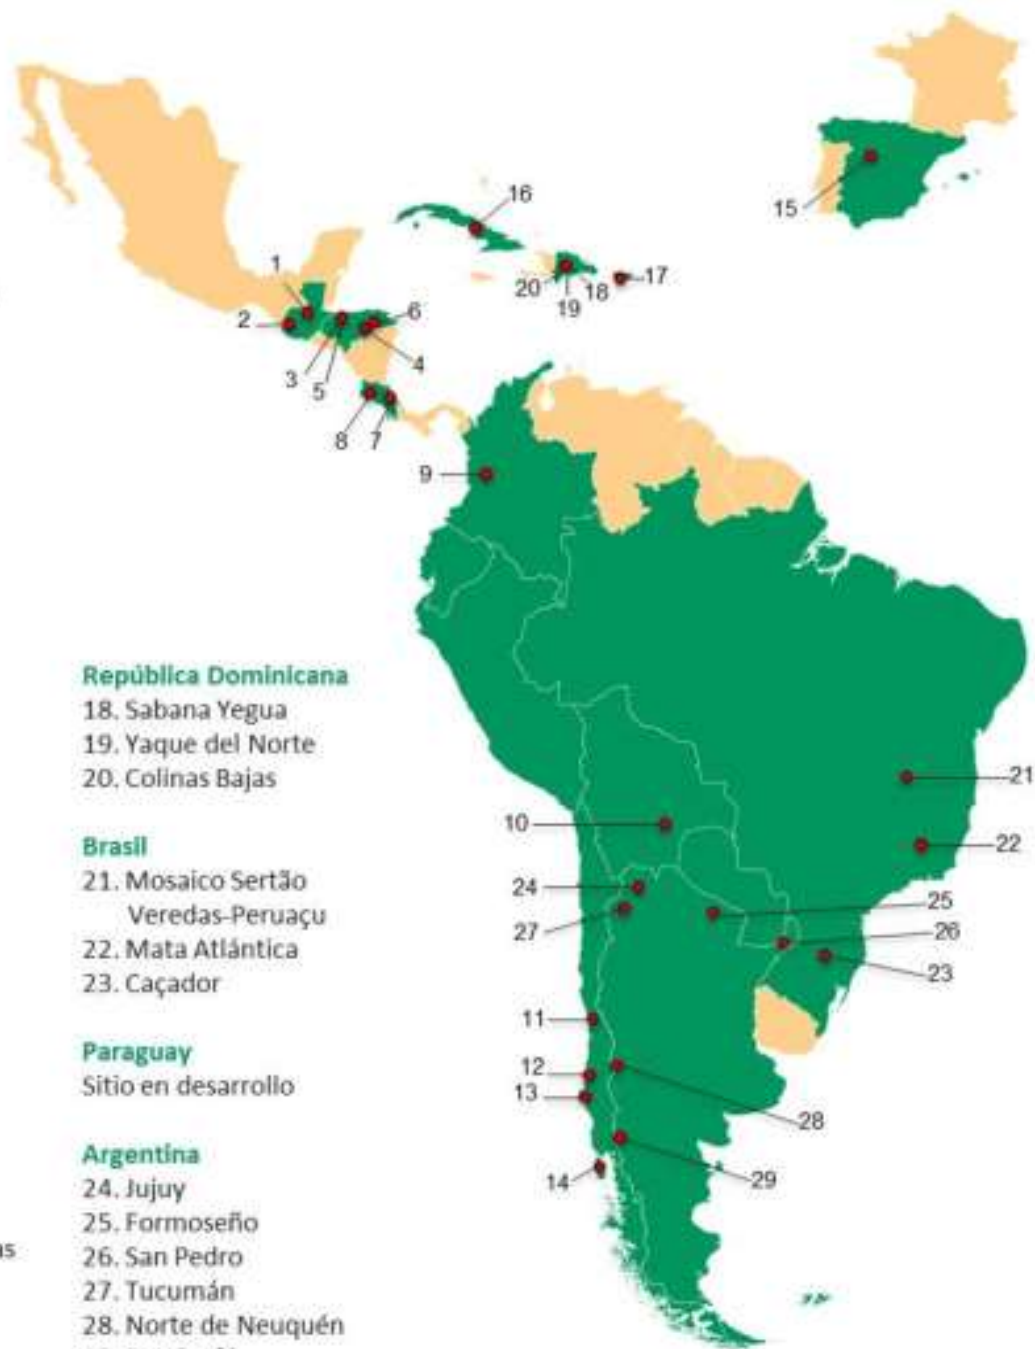 16
15
1
17
20
18
19
2
6
4
3
5
8
7
9
República Dominicana
18. Sabana Yegua
19. Yaque del Norte
20. Colinas Bajas
21
10
22
Brasil
21. Mosaico Sertão
Veredas-Peruaçu
22. Mata Atlántica
23. Caçador
24
25
27
26
23
11
Paraguay
Sitio en desarrollo
12
13
28
Argentina
24. Jujuy
25. Formoseño
26. San Pedro
27. Tucumán
28. Norte de Neuquén
14
29